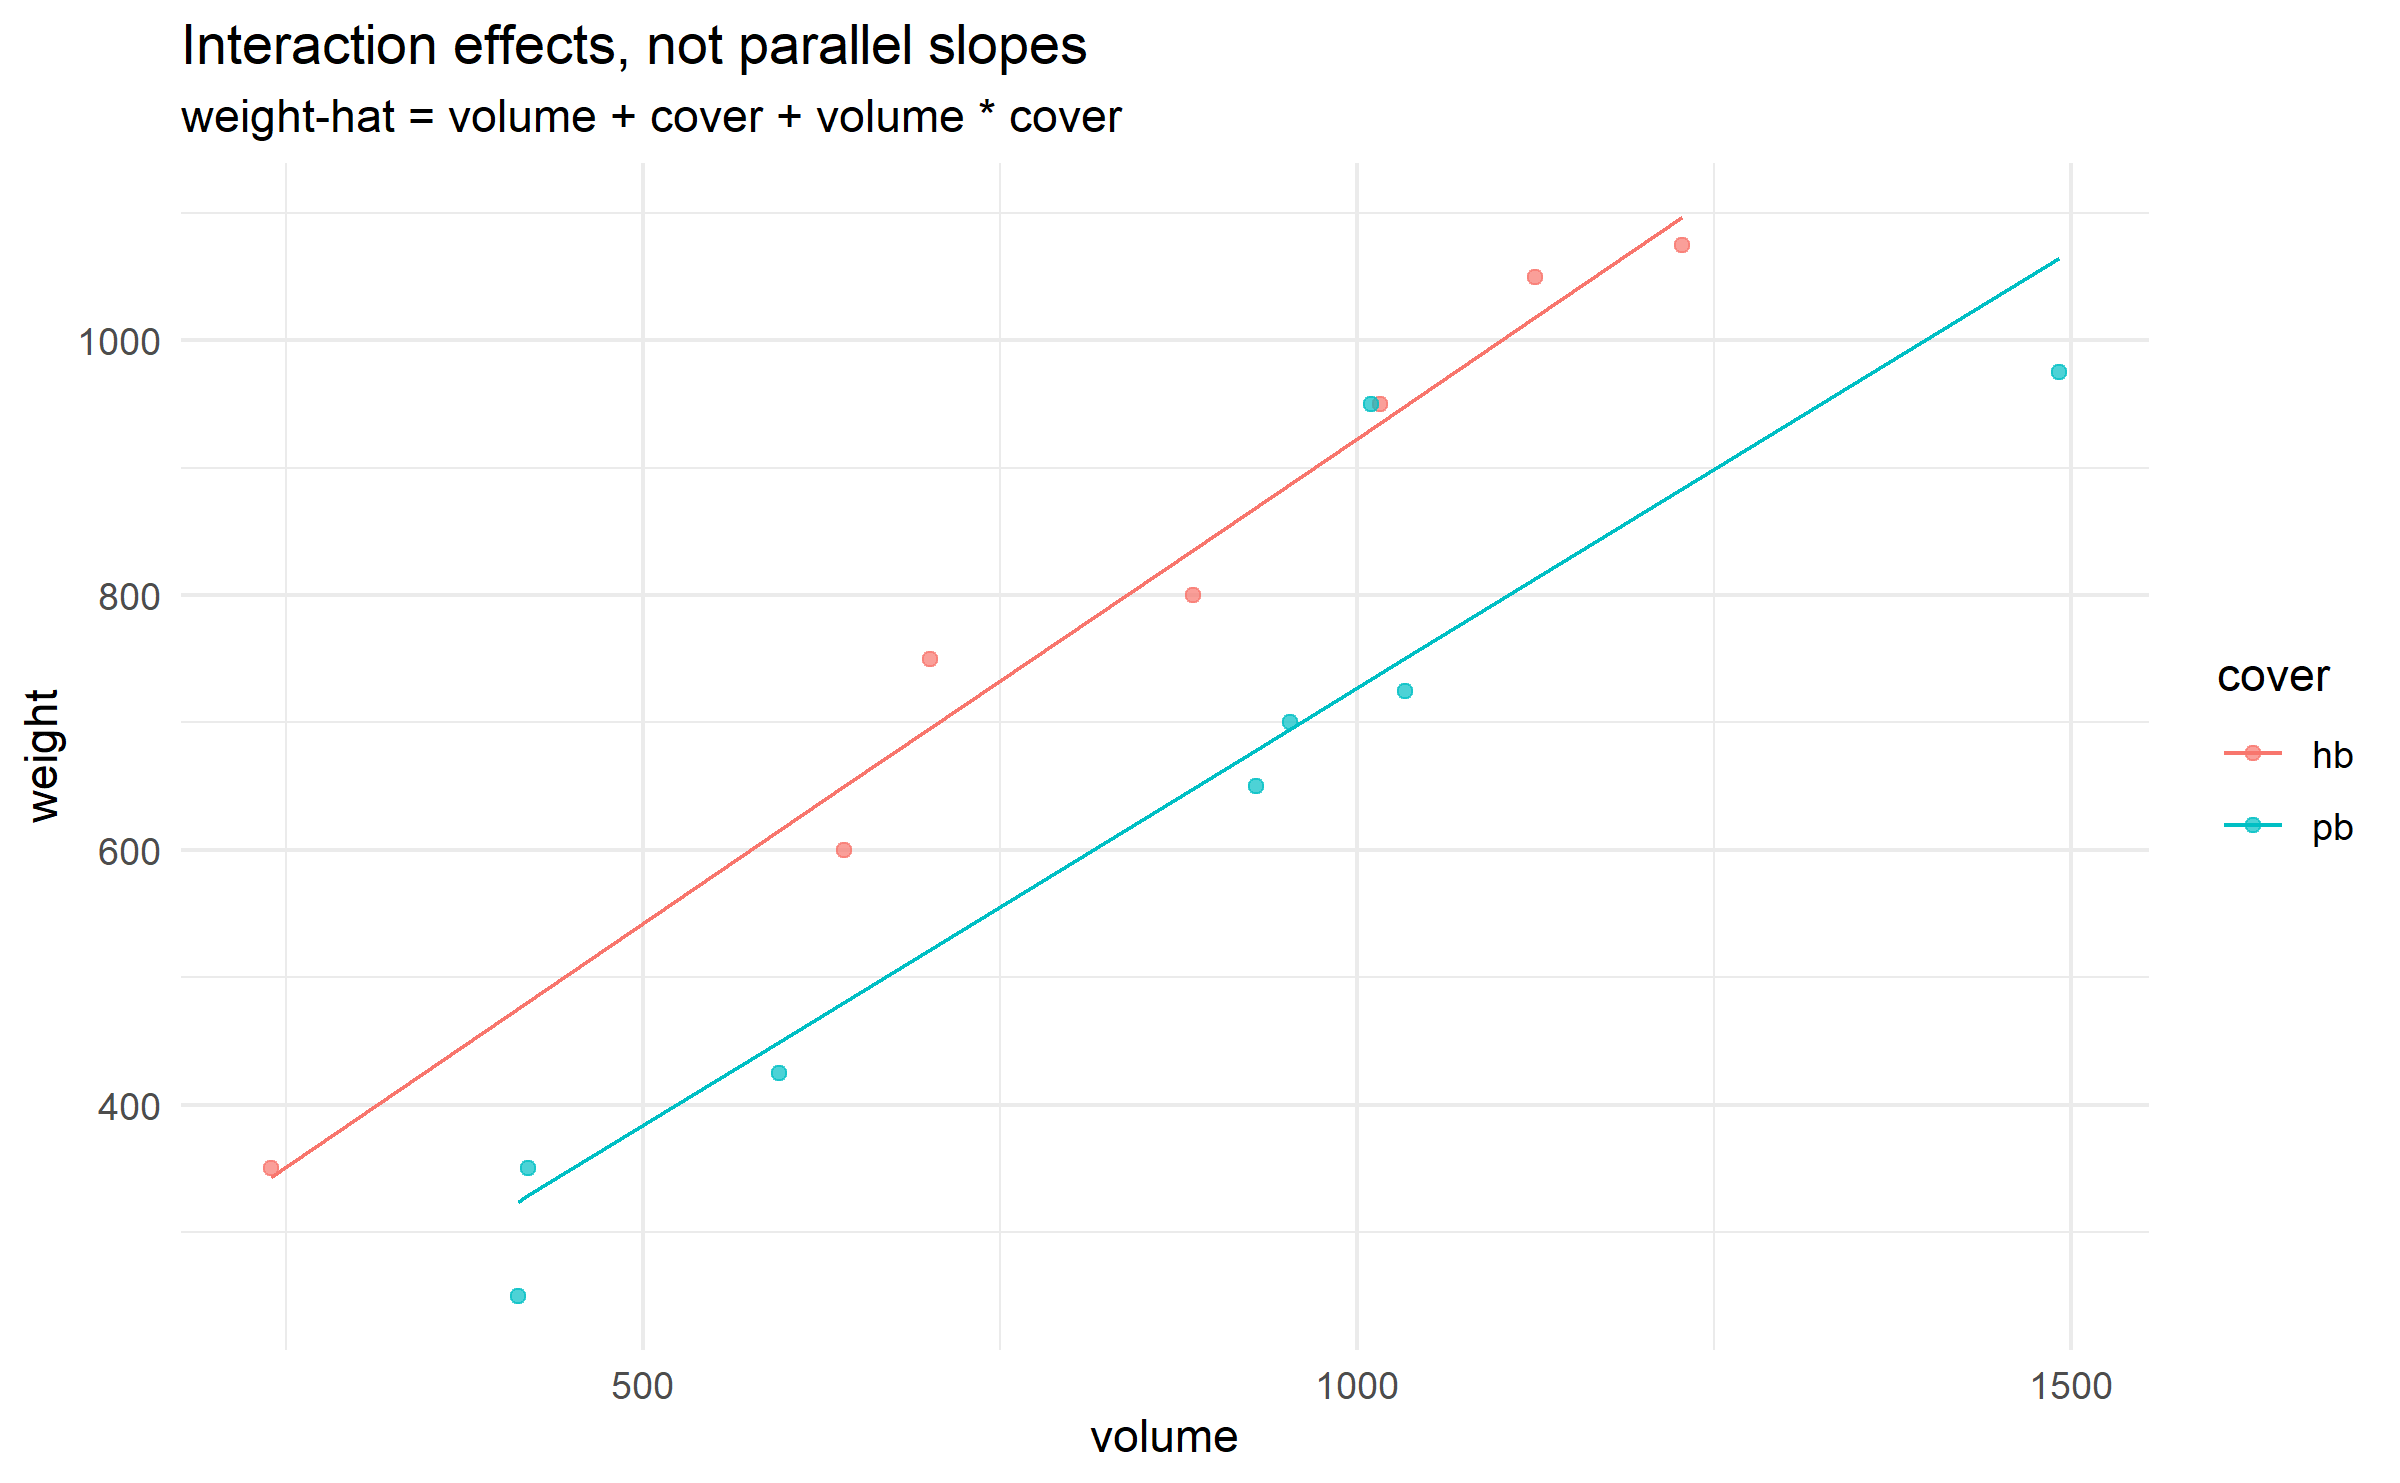 Interaction effects, not parallel slopes
weight-hat = volume + cover + volume * cover
1000
800
600
400
weight
500
1000
1500
volume
cover
hb
pb